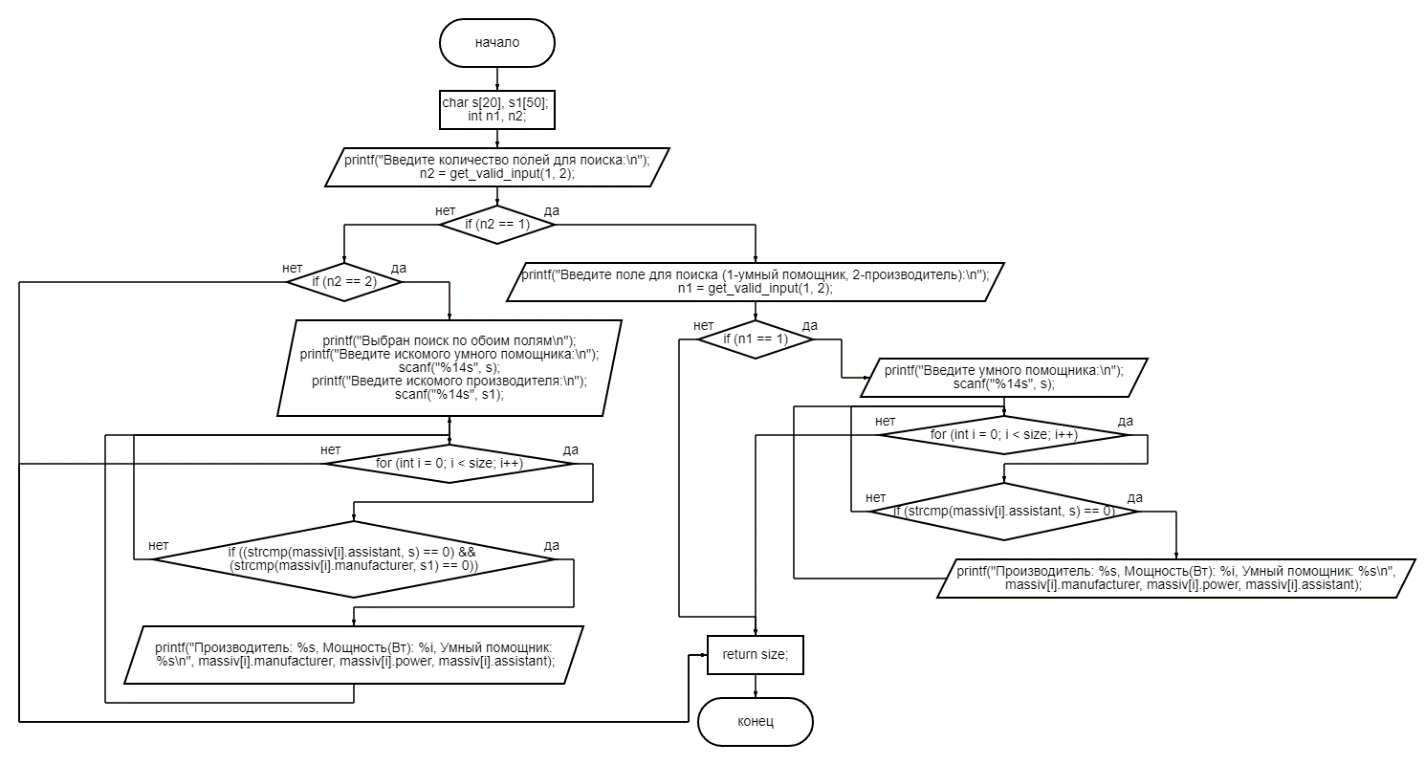 начало
char s[20], s1[50];
int n1, n2;
printf("Введите количество полей для поиска:\n");
n2 = get_valid_input(1, 2);
нет
да
if (n2 == 1)
нет
да
if (n2 == 2)
printf("Введите поле для поиска (1-умный помощник, 2-производитель):\n");
n1 = get_valid_input(1, 2);
printf("Выбран поиск по обоим полям\n");
printf("Введите искомого умного помощника:\n");
scanf("%14s", s);
printf("Введите искомого производителя:\n");
scanf("%14s", s1);
нет
да
if (n1 == 1)
printf("Введите умного помощника:\n");
scanf("%14s", s);
нет
да
for (int i = 0; i < size; i++)
нет
да
for (int i = 0; i < size; i++)
нет
да
if (strcmp(massiv[i].assistant, s) == 0)
нет
да
if ((strcmp(massiv[i].assistant, s) == 0) &&
(strcmp(massiv[i].manufacturer, s1) == 0))
printf("Производитель: %s, Мощность(Вт): %i, Умный помощник: %s\n",
massiv[i].manufacturer, massiv[i].power, massiv[i].assistant);
printf("Производитель: %s, Мощность(Вт): %i, Умный помощник:
%s\n", massiv[i].manufacturer, massiv[i].power, massiv[i].assistant);
return size;
конец